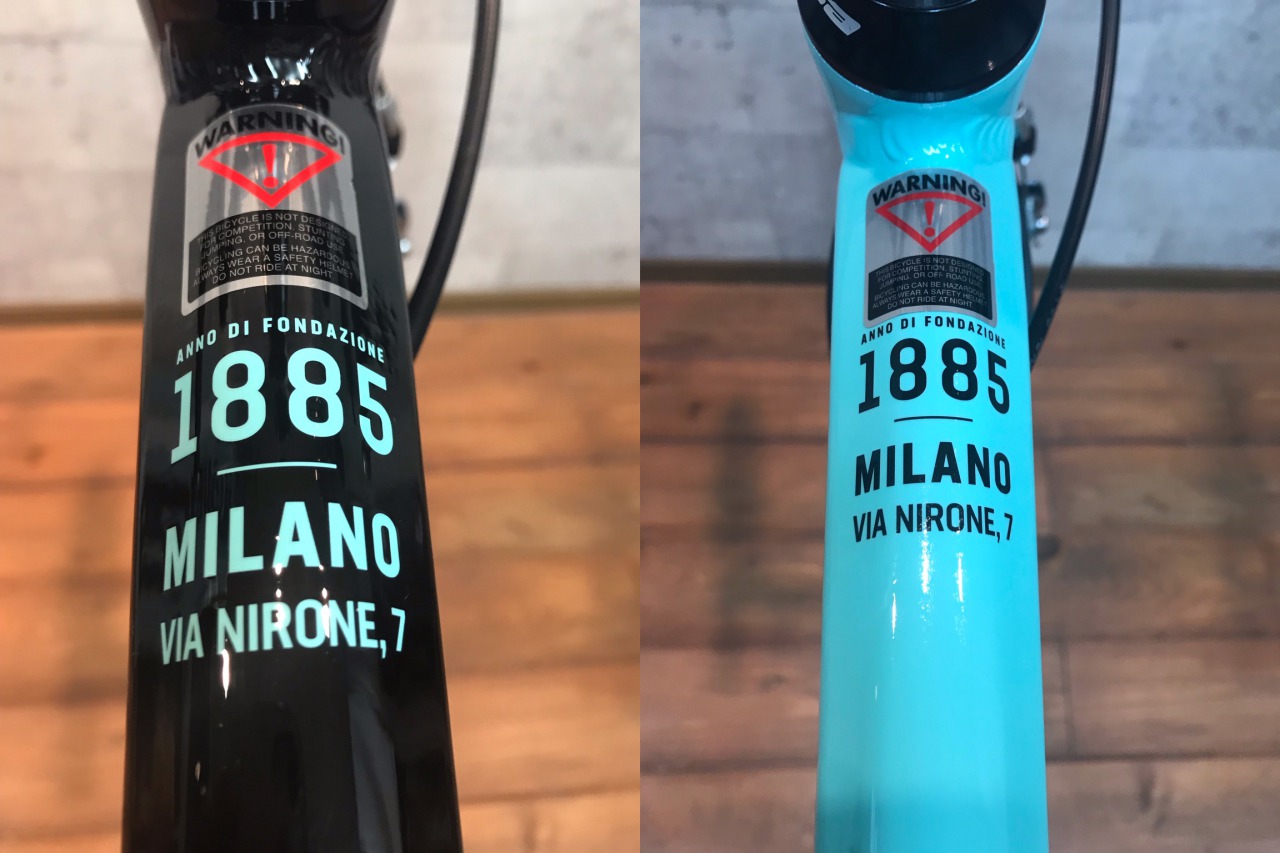 WARNING!
THIS BICYCLE IS NOT DESIGNED
FOR COMPETITION, STUNTING,
JUMPING, OR OFF-ROAD USE.
BICYCLING CAN BE HAZARDOUS.
ALWAYS WEAR A SAFETY HELMET
DO NOT RIDE AT NIGHT.
ANNO DI FONDAZIONE
1885
MILANO
VIA NIRONE, 7
WARNING!
THIS BICYCLE IS NOT DESIGNED
FOR COMPETITION, STUNTING,
JUMPING, OR OFF-ROAD USE.
BICYCLING CAN BE HAZARDOUS.
ALWAYS WEAR A SAFETY HELMET
DO NOT RIDE AT NIGHT.
ANNO DI FONDAZIONE
1885
MILANO
VIA NIRONE, 7